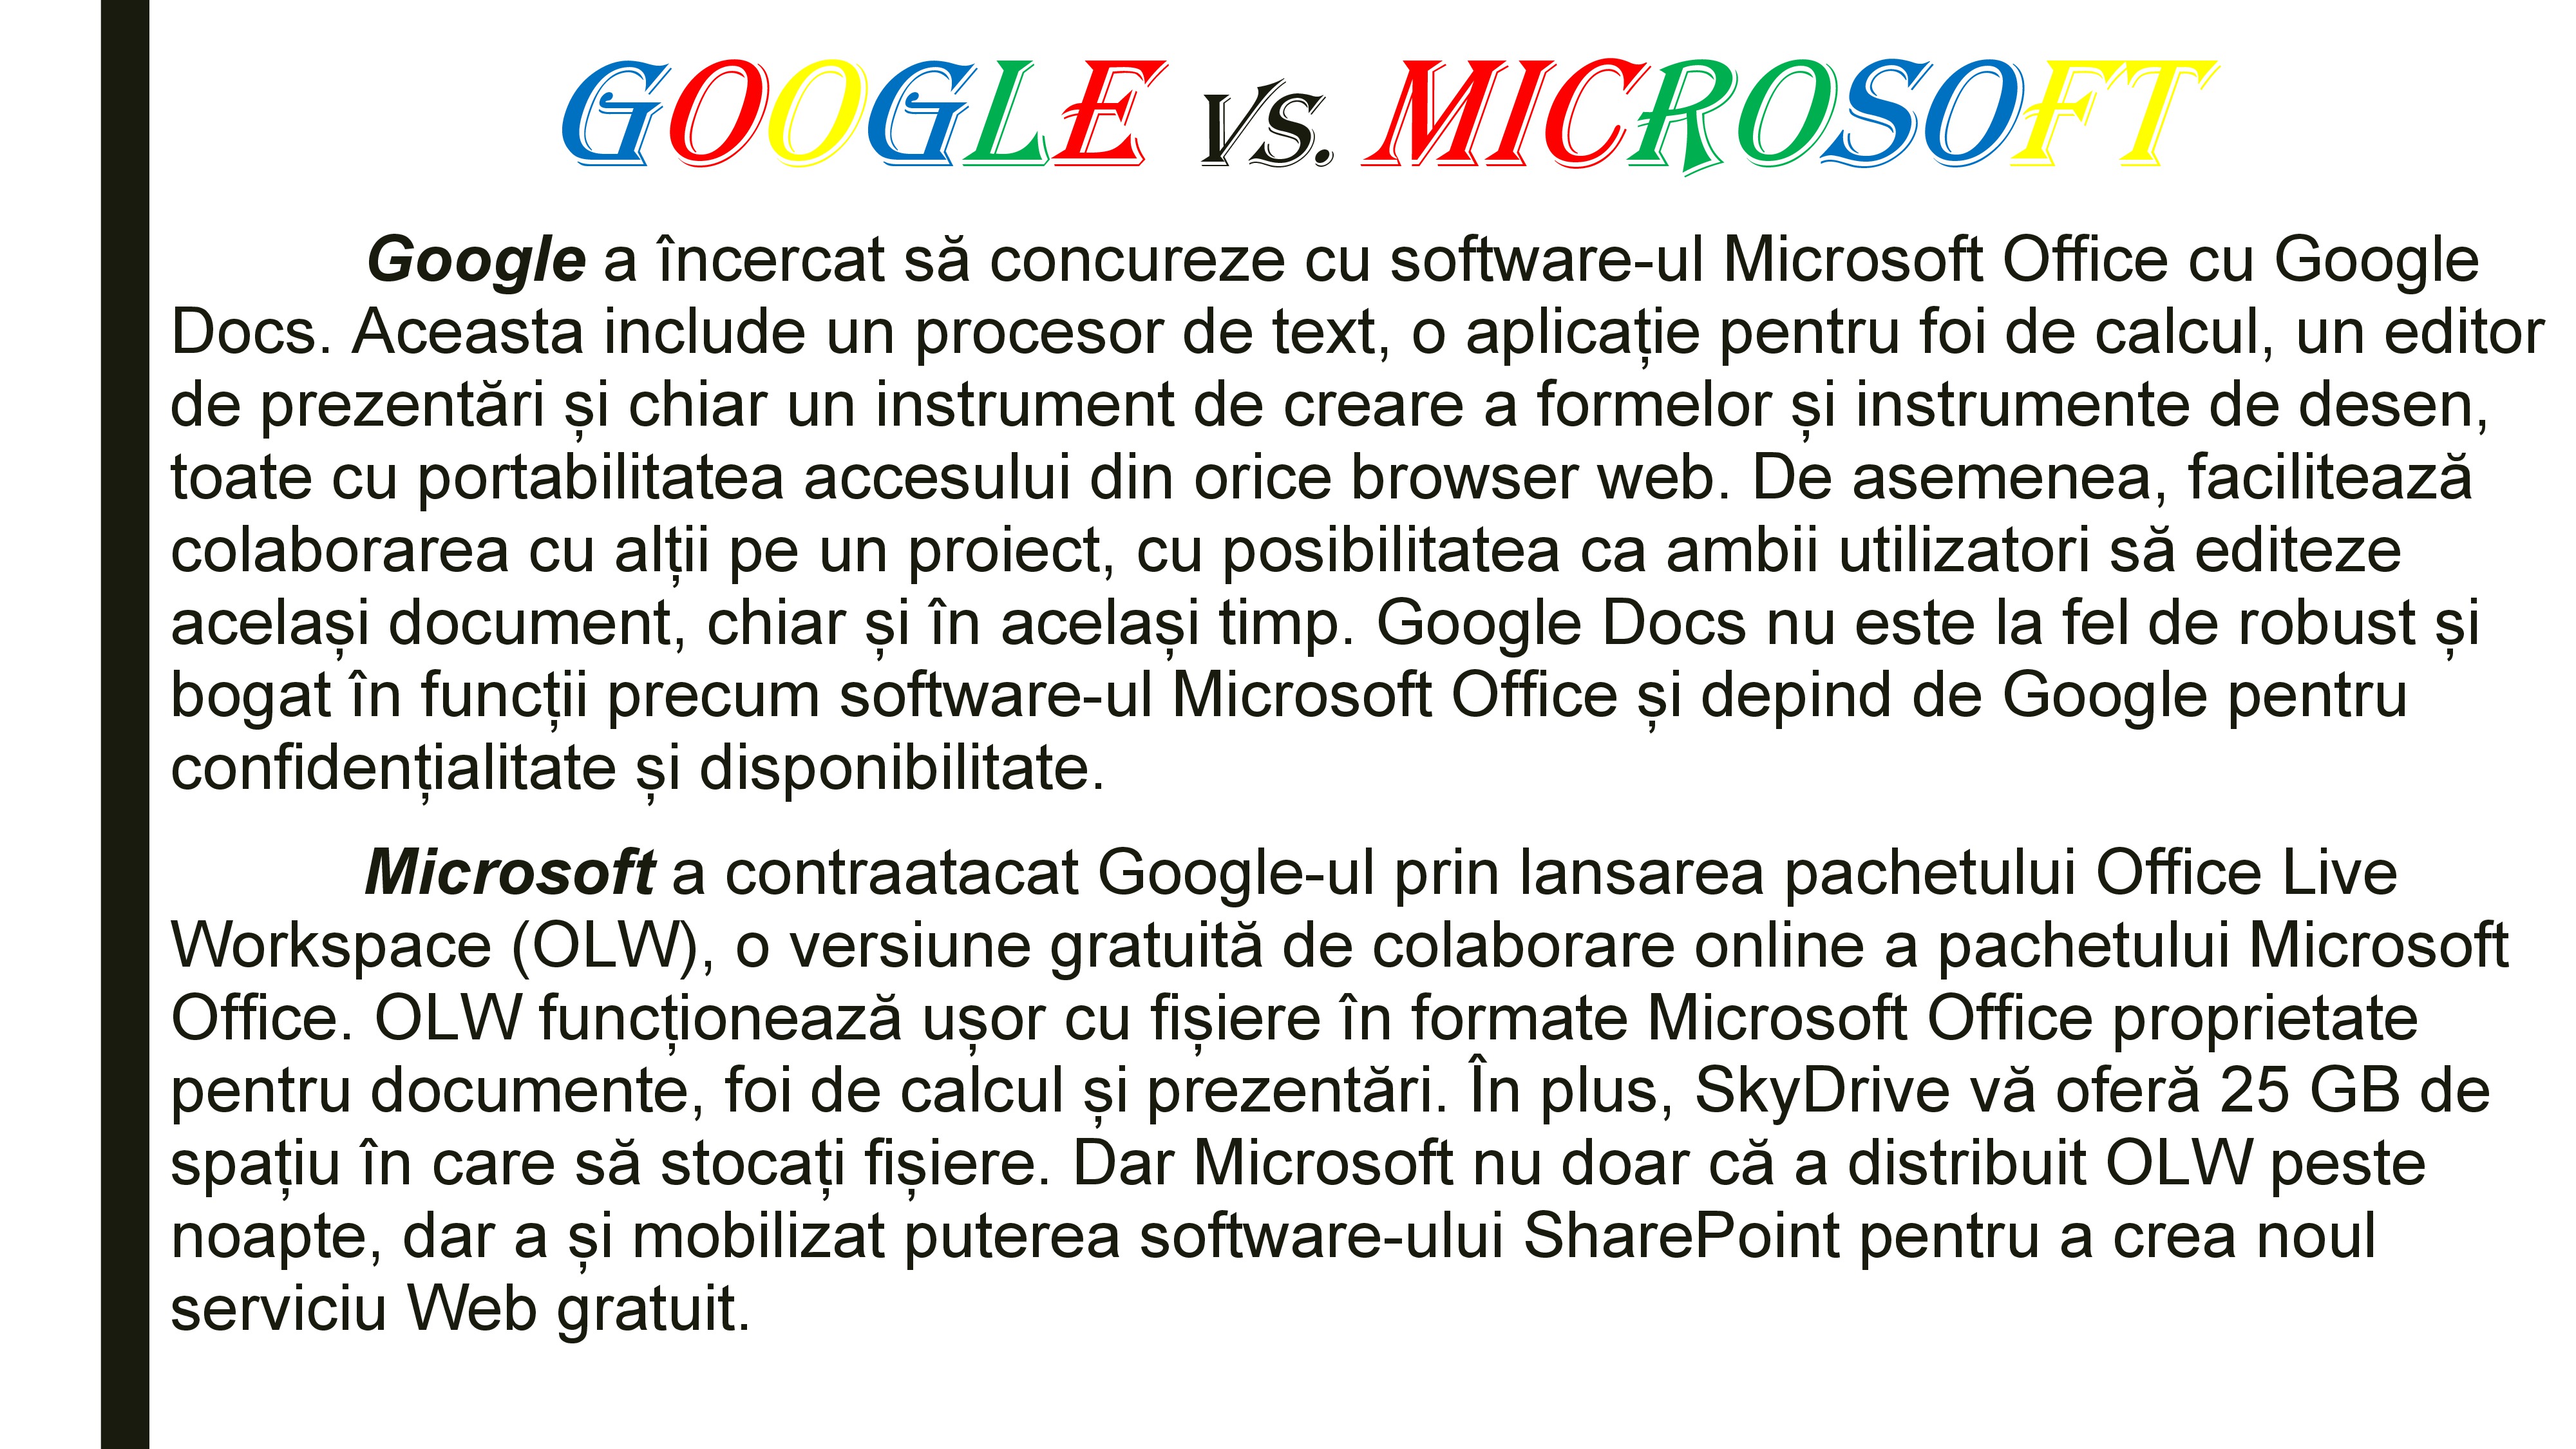 GOOGLE VS. MICROSOFT
Google a încercat să concureze cu software-ul Microsoft Office cu Google
Docs. Aceasta include un procesor de text, o aplicație pentru foi de calcul, un editor
de prezentări și chiar un instrument de creare a formelor și instrumente de desen,
toate cu portabilitatea accesului din orice browser web. De asemenea, facilitează
colaborarea cu alții pe un proiect, cu posibilitatea ca ambii utilizatori să editeze
același document, chiar și în același timp. Google Docs nu este la fel de robust și
bogat în funcții precum software-ul Microsoft Office și depind de Google pentru
confidențialitate și disponibilitate.
Microsoft a contraatacat Google-ul prin lansarea pachetului Office Live
Workspace (OLW), o versiune gratuită de colaborare online a pachetului Microsoft
Office. OLW funcționează ușor cu fișiere în formate Microsoft Office proprietate
pentru documente, foi de calcul și prezentări. În plus, SkyDrive vă oferă 25 GB de
spațiu în care să stocați fișiere. Dar Microsoft nu doar că a distribuit OLW peste
noapte, dar a și mobilizat puterea software-ului SharePoint pentru a crea noul
serviciu Web gratuit.